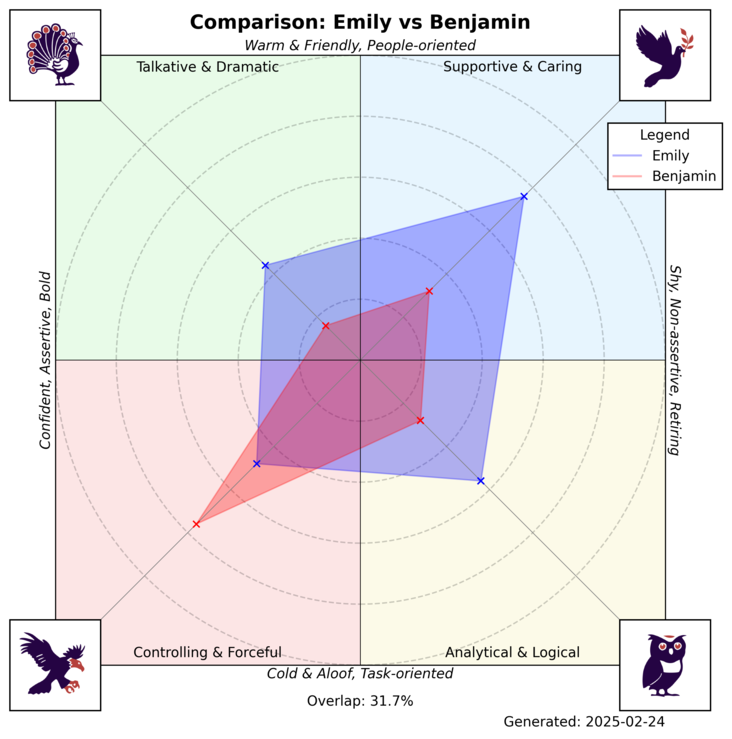 Comparison: Emily vs Benjamin
Warm & Friendly, People-oriented
Talkative & Dramatic
Supportive & Caring
Legend
Emily
Benjamin
Confident, Assertive, Bold
Shy, Non-assertive, Retiring
Controlling & Forceful
Analytical & Logical
Cold & Aloof, Task-oriented
Overlap: 31.7%
Generated: 2025-02-24